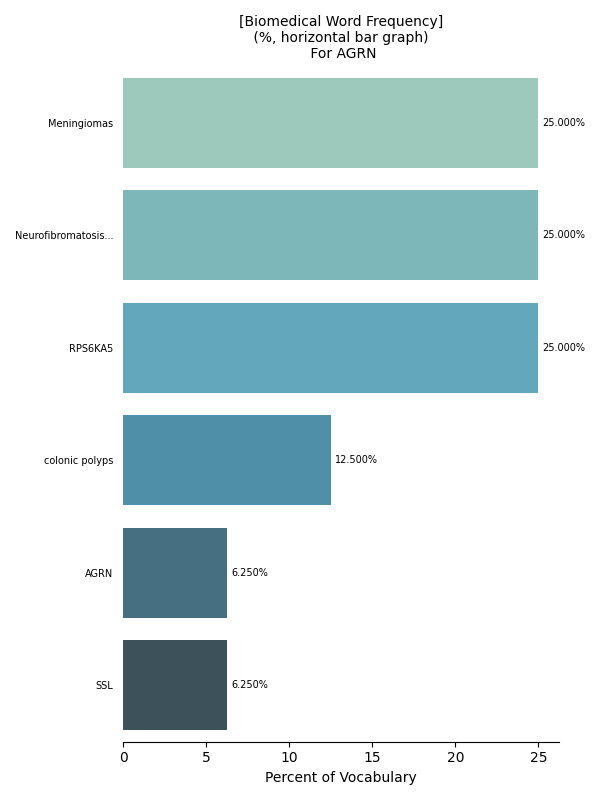 [Biomedical Word Frequency]
(%, horizontal bar graph)
For AGRN
Meningiomas
25.000%
Neurofibromatosis...
25.000%
RPS6KA5
25.000%
colonic polyps
12.500%
AGRN
6.250%
SSL
6.250%
0 5 10 15 20 25
Percent of Vocabulary